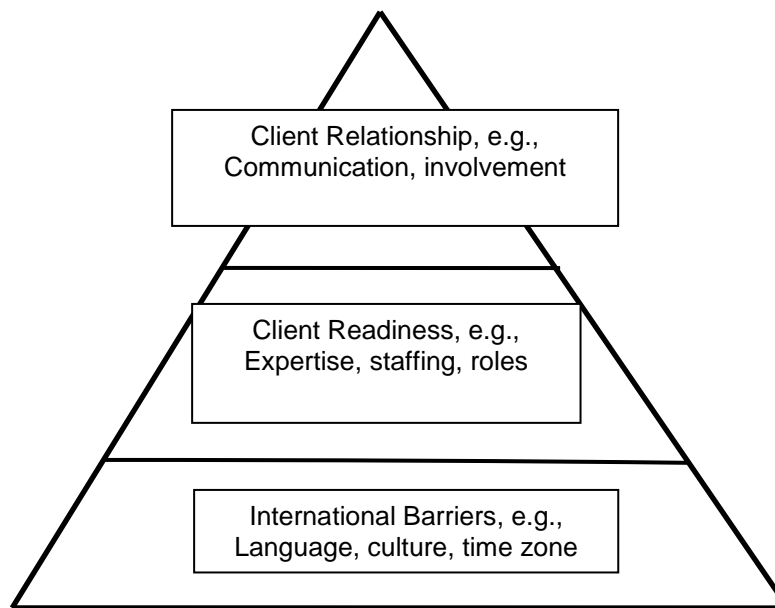 Client Relationship, e.g.,
Communication, involvement
Client Readiness, e.g.,
Expertise, staffing, roles
International Barriers, e.g.,
Language, culture, time zone